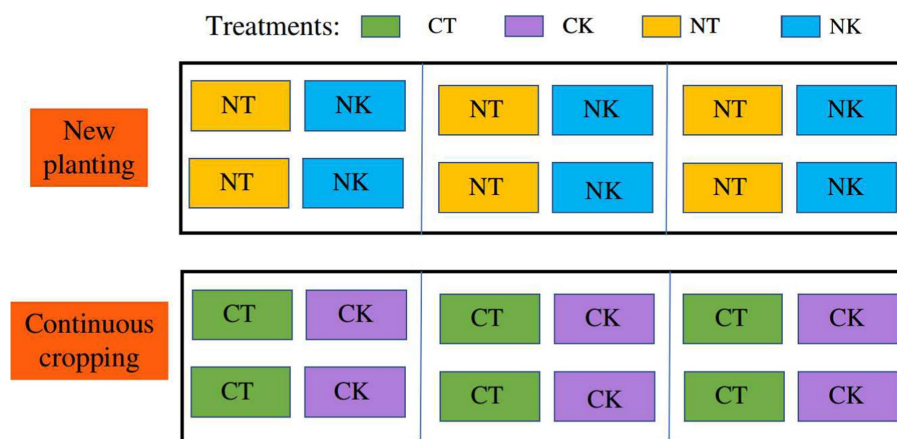 Treatments: CT CK NT NK
New
planting
NT NK NT NK NT NK
NT NK NT NK NT NK
Continuous
cropping
CT CK CT CK CT CK
CT CK CT CK CT CK